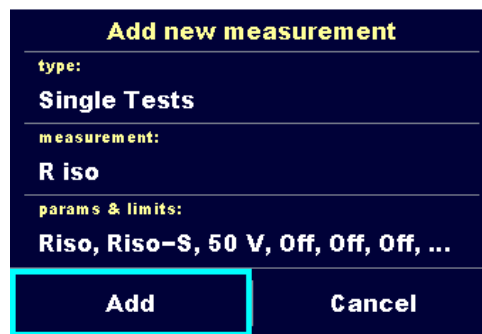 Add new measurement
type:
Single Tests
measurement:
R iso
params & limits:
Riso, Riso-S, 50 V, Off, Off, Off, ...
Add
Cancel